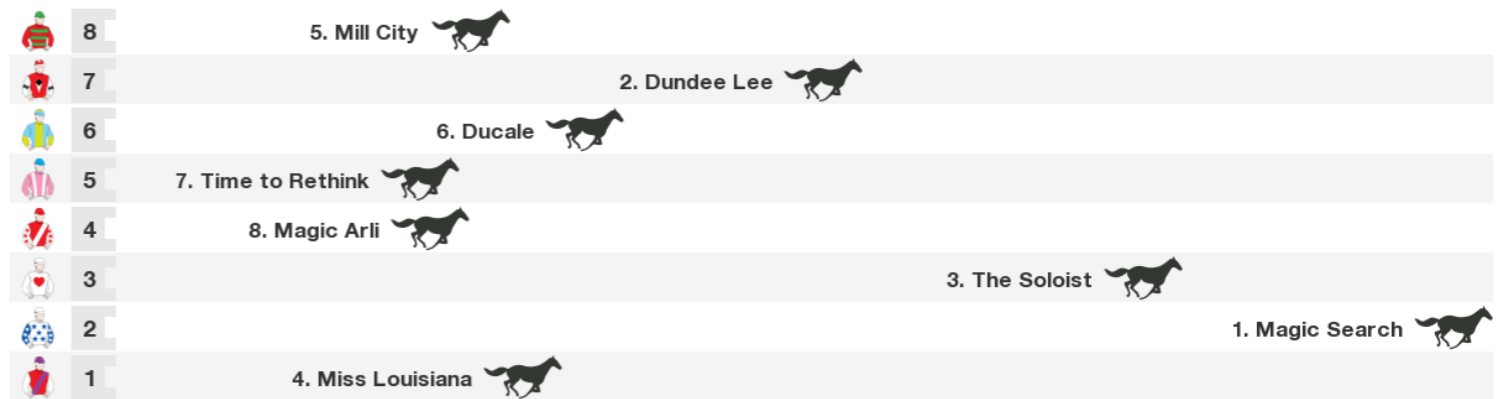 8 5. Mill City
7 2. Dundee Lee
6 6. Ducale
5 7. Time to Rethink
4 8. Magic Arli
3 3. The Soloist
2 1. Magic Search
1 4. Miss Louisiana